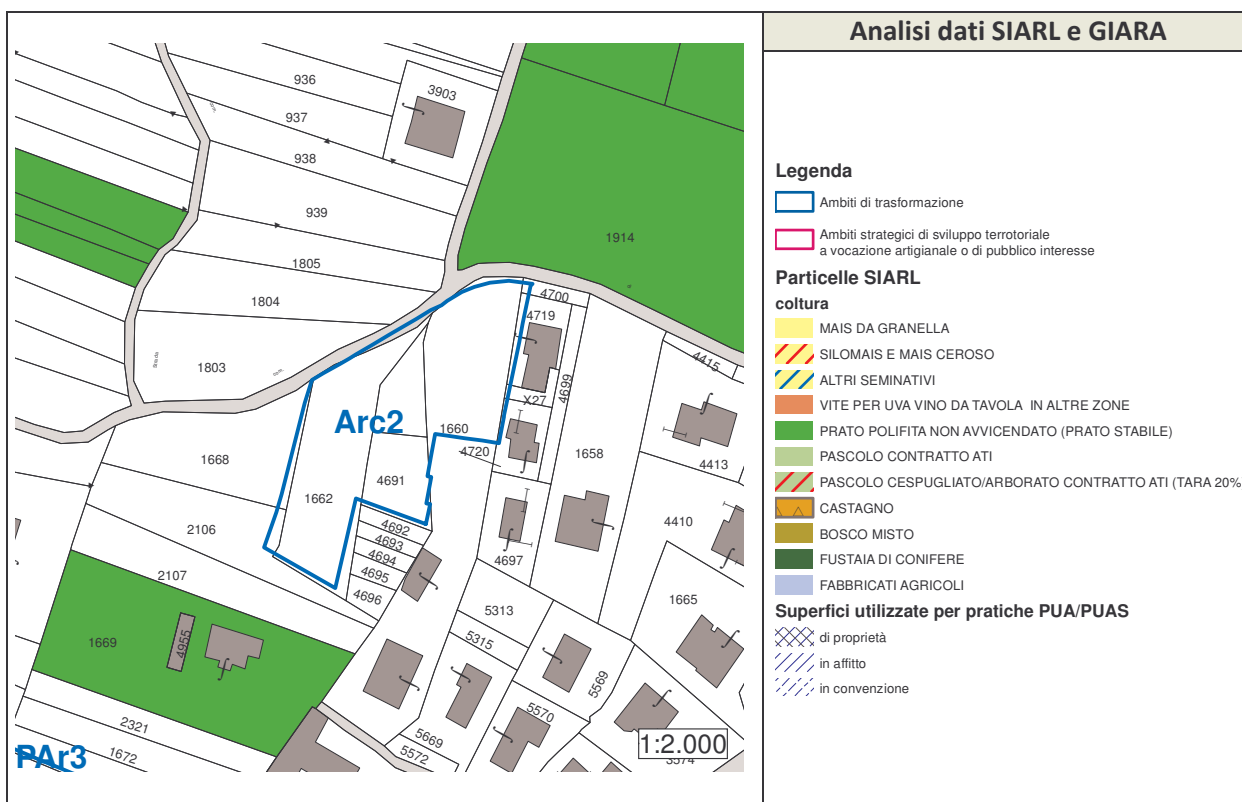 Analisi dati SIARL e GIARA
936
3903
937
938
939
1914
1805
1804
4700
4719
1803
4415
4699
X27
Arc2
1660
4720
1668
1658
4413
4691
1662
2106
4692
4410
4693
4694
2107
4695
4697
4696
1665
5313
1669
4955
5315
5569
5570
2321
5669
1672
5572
1:2.000
3574
PAr3
Legenda
Ambiti di trasformazione
Ambiti strategici di sviluppo terrotoriale
a vocazione artigianale o di pubblico interesse
Particelle SIARL
coltura
MAIS DA GRANELLA
SILOMAIS E MAIS CEROSO
ALTRI SEMINATIVI
VITE PER UVA VINO DA TAVOLA IN ALTRE ZONE
PRATO POLIFITA NON AVVICENDATO (PRATO STABILE)
PASCOLO CONTRATTO ATI
PASCOLO CESPUGLIATO/ARBORATO CONTRATTO ATI (TARA 20%
CASTAGNO
BOSCO MISTO
FUSTAIA DI CONIFERE
FABBRICATI AGRICOLI
Superfici utilizzate per pratiche PUA/PUAS
di proprietà
in affitto
in convenzione